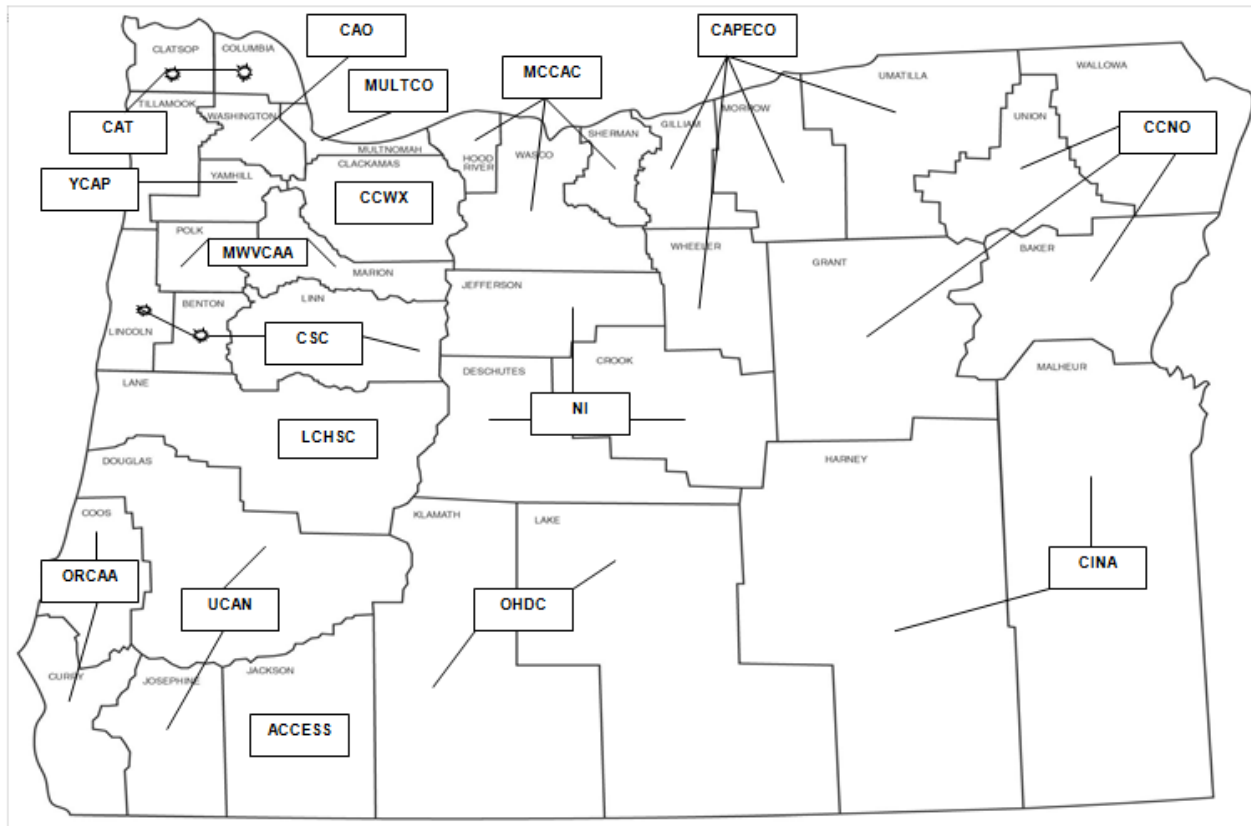 CAO
CAPECO
CLATSOP
COLUMBIA
MCCAC
MULTCO
UMATILLA
WALLOWA
TILLAMOOK
WASHINGTON
CAT
MORROW
GILLIAM
UNION
CCNO
SHERMAN
MULTNOMAH
HOOD
RIVER
WASCO
CLACKAMAS
YCAP
YAMHILL
CCWX
POLK
MWVCAA
MARION
WHEELER
GRANT
BAKER
JEFFERSON
LINN
BENTON
LINCOLN
CSC
CROOK
MALHEUR
LANE
DESCHUTES
NI
LCHSC
DOUGLAS
HARNEY
COOS
KLAMATH
LAKE
ORCAA
UCAN
OHDC
CINA
CURRY
JOSEPHINE
JACKSON
ACCESS